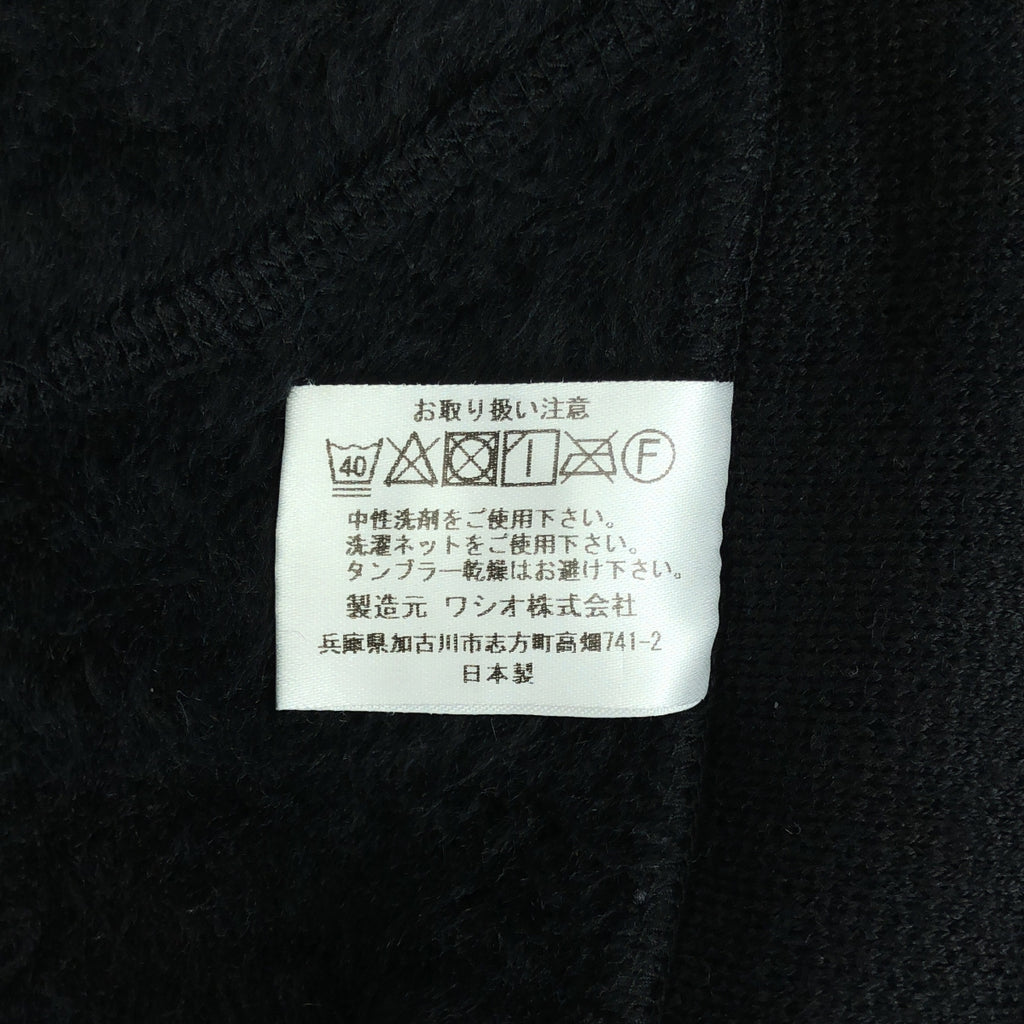 お取り扱い注意
40 F
中性洗剤をご使用下さい。
洗濯ネットをご使用下さい。
タンブラー乾燥はお避け下さい。
製造元 ワシオ株式会社
兵庫県加古川市志方町高畑741-2
日本製